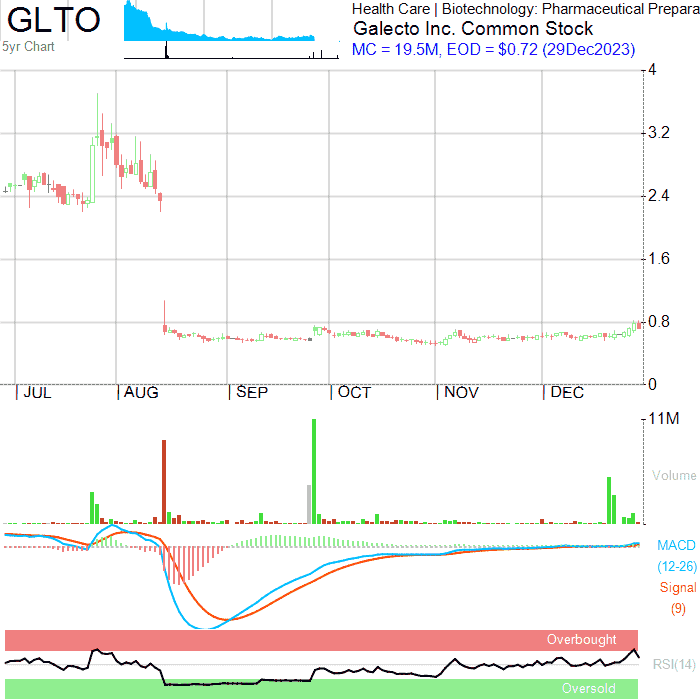 GLTO
5yr Chart
Health Care | Biotechnology: Pharmaceutical Prepara
Galecto Inc. Common Stock
MC = 19.5M, EOD = $0.72 (29Dec2023)
4
3.2
2.4
1.6
0.8
0
JUL
AUG
SEP
OCT
NOV
DEC
11M
Volume
MACD
(12-26)
Signal
(9)
Overbought
RSI(14)
Oversold